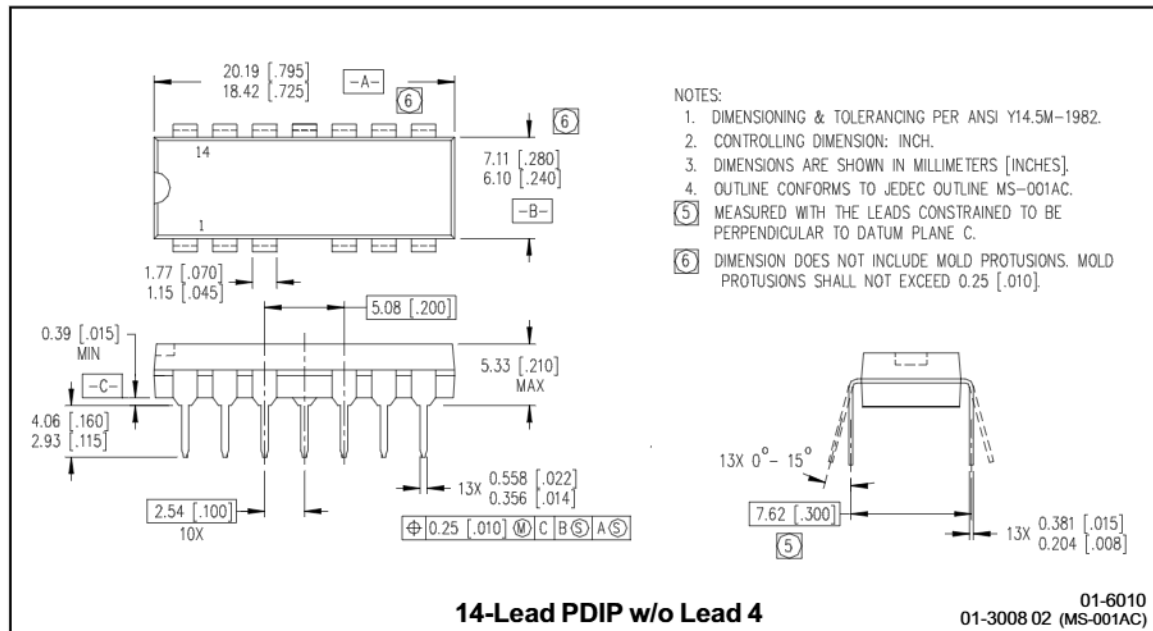 20.19 [.795]
18.42 [.725]
-A-
6
6
14
1
7.11 [.280]
6.10 [.240]
-B-
NOTES:
1. DIMENSIONING & TOLERANCING PER ANSI Y14.5M-1982.
2. CONTROLLING DIMENSION: INCH.
3. DIMENSIONS ARE SHOWN IN MILLIMETERS [INCHES].
4. OUTLINE CONFORMS TO JEDEC OUTLINE MS-001AC.
5 MEASURED WITH THE LEADS CONSTRAINED TO BE
PERPENDICULAR TO DATUM PLANE C.
6 DIMENSION DOES NOT INCLUDE MOLD PROTUSIONS. MOLD
PROTUSIONS SHALL NOT EXCEED 0.25 [.010].
1.77 [.070]
1.15 [.045]
5.08 [.200]
0.39 [.015]
MIN
-C-
5.33 [.210]
MAX
4.06 [.160]
2.93 [.115]
2.54 [.100]
10X
13X 0.558 [.022]
0.356 [.014]
⌖ 0.25 [.010] Ⓜ C B Ⓢ A Ⓢ
13X 0°- 15°
7.62 [.300]
5
13X 0.381 [.015]
0.204 [.008]
14-Lead PDIP w/o Lead 4
01-6010
01-3008 02 (MS-001AC)